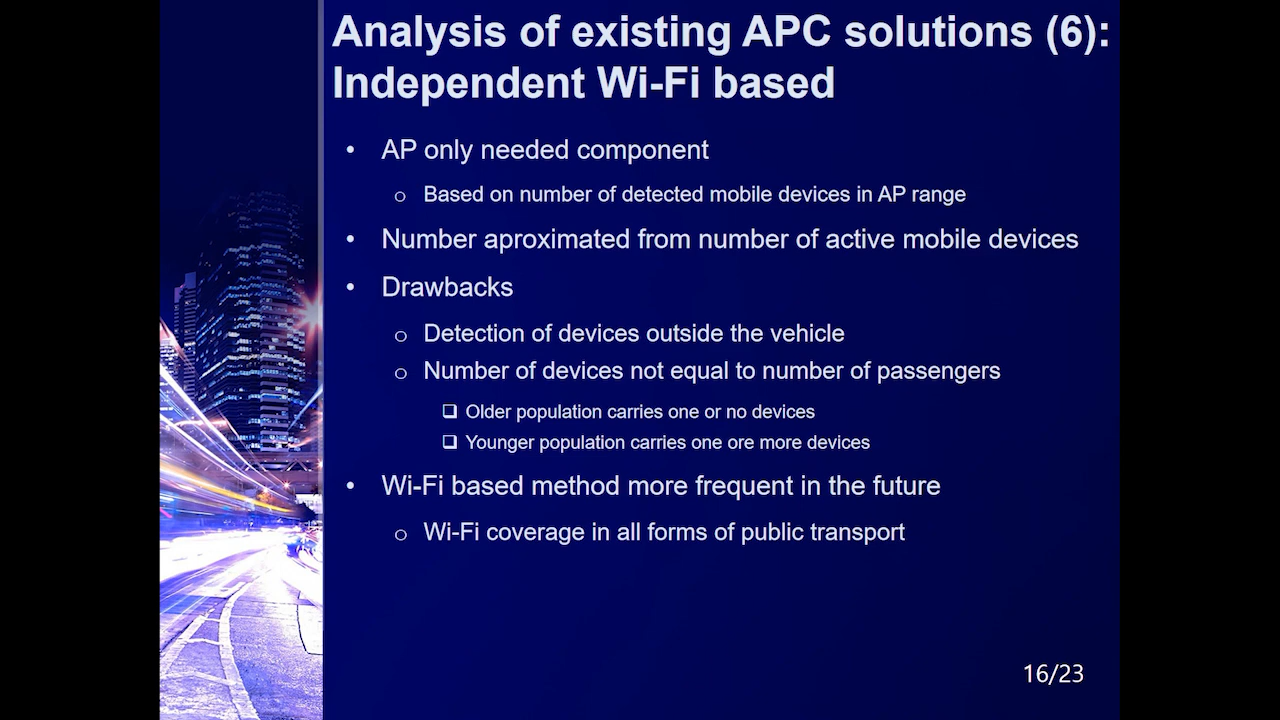 Analysis of existing APC solutions (6):
Independent Wi-Fi based
• AP only needed component
o Based on number of detected mobile devices in AP range
• Number aproximated from number of active mobile devices
• Drawbacks
o Detection of devices outside the vehicle
o Number of devices not equal to number of passengers
❑ Older population carries one or no devices
❑ Younger population carries one ore more devices
• Wi-Fi based method more frequent in the future
o Wi-Fi coverage in all forms of public transport
16/23